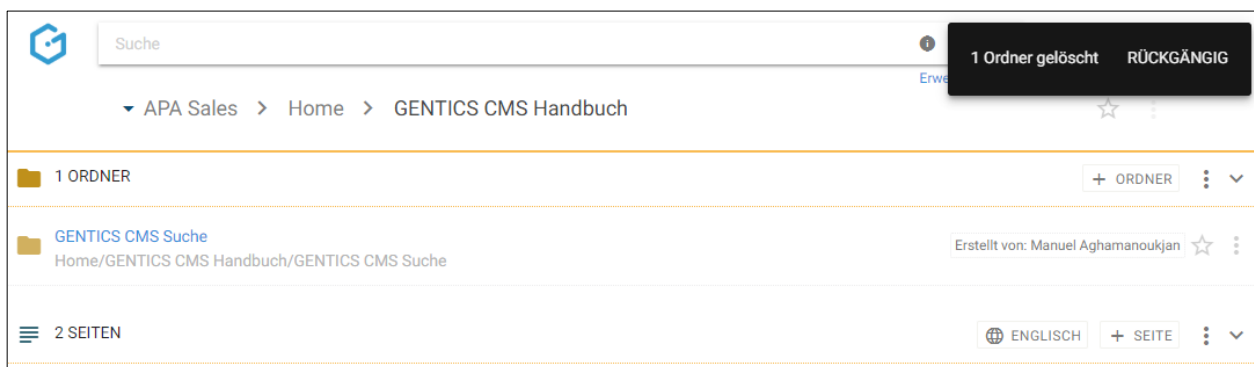 Suche
1 Ordner gelöscht RÜCKGÄNGIG
Erwe
APA Sales > Home > GENTICS CMS Handbuch
1 ORDNER + ORDNER
GENTICS CMS Suche
Erstellt von: Manuel Aghamanoukjan
Home/GENTICS CMS Handbuch/GENTICS CMS Suche
2 SEITEN ENGLISCH + SEITE